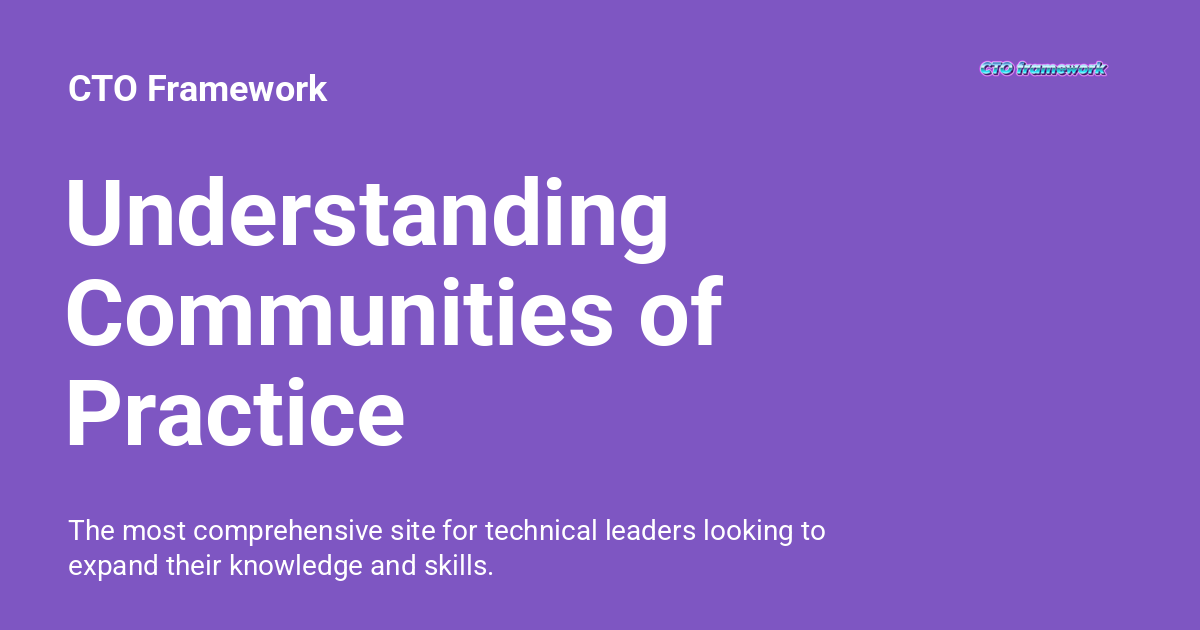 CTO Framework
CTO framework
Understanding
Communities of
Practice
The most comprehensive site for technical leaders looking to
expand their knowledge and skills.